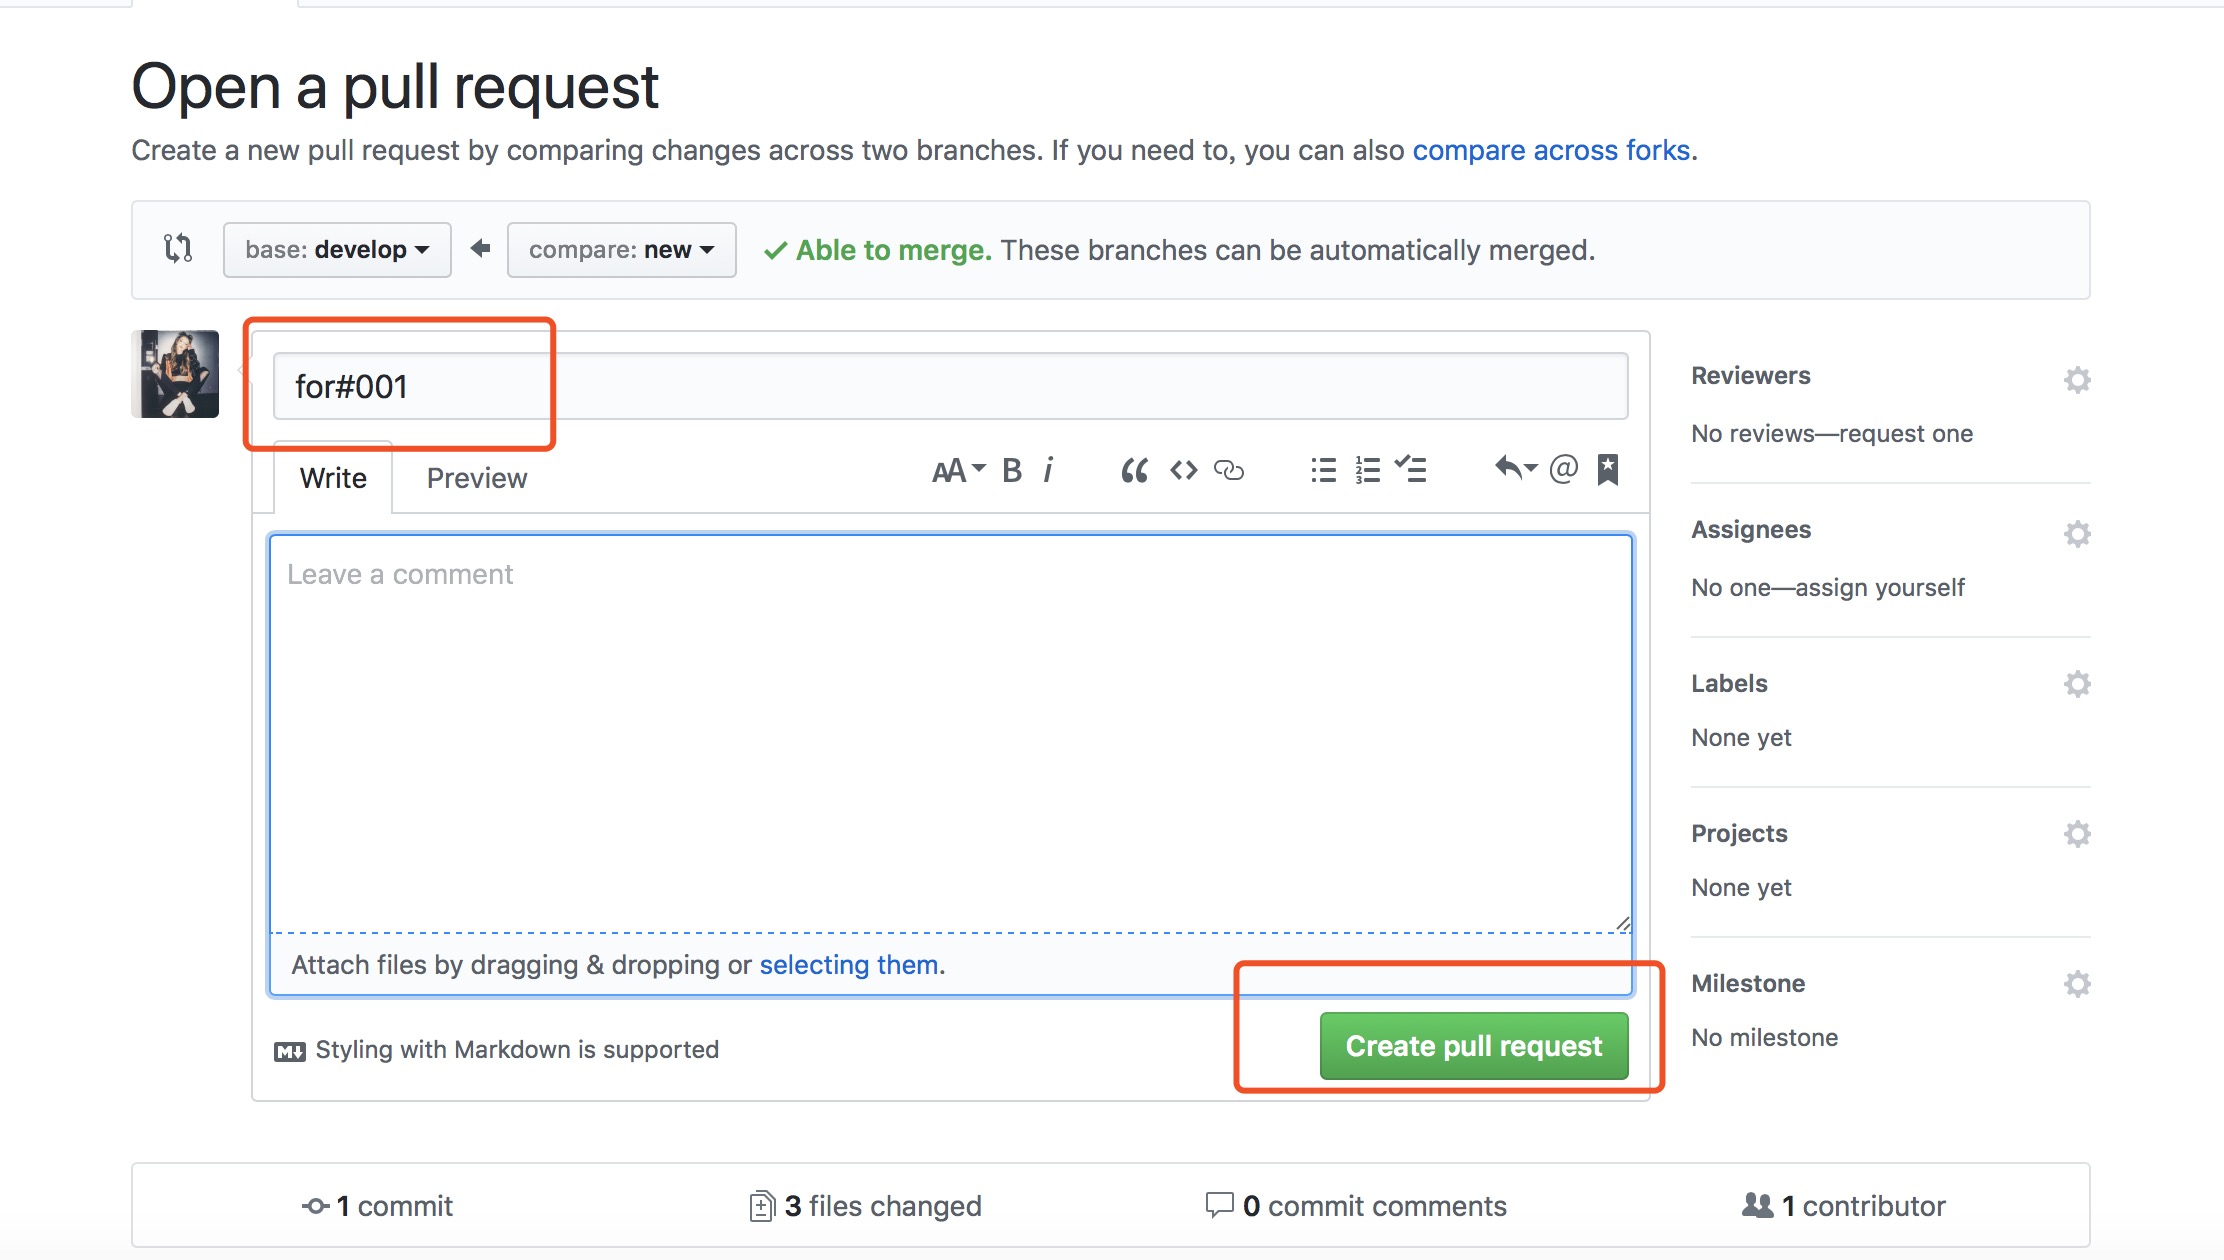 Open a pull request
Create a new pull request by comparing changes across two branches. If you need to, you can also compare across forks.
base: develop compare: new Able to merge. These branches can be automatically merged.
for#001
Write Preview
AA B i
Leave a comment
Attach files by dragging & dropping or selecting them.
Styling with Markdown is supported
Create pull request
Reviewers
No reviews—request one
Assignees
No one—assign yourself
Labels
None yet
Projects
None yet
Milestone
No milestone
1 commit 3 files changed 0 commit comments 1 contributor